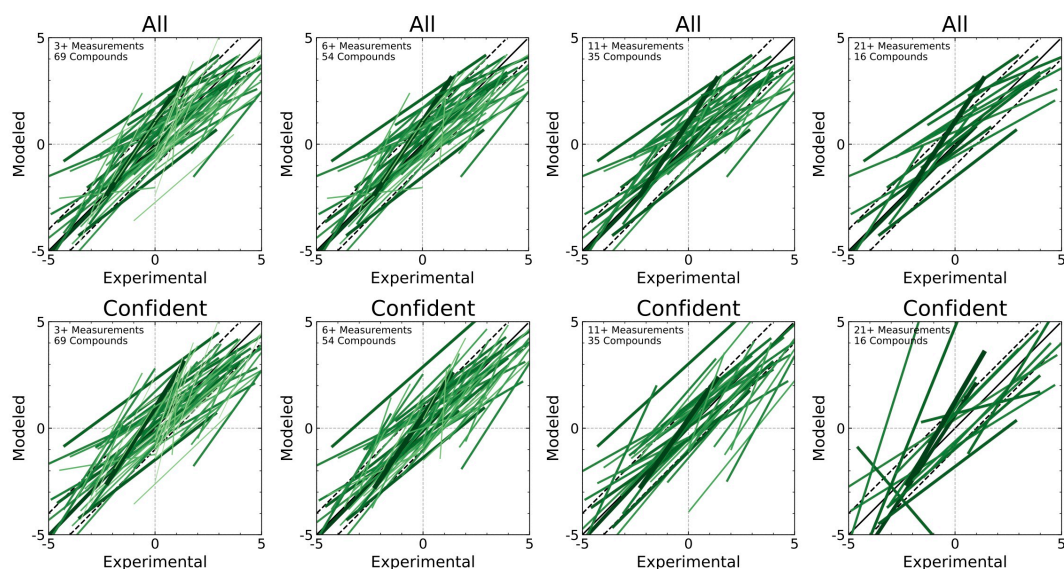 All
3+ Measurements
69 Compounds
5
0
-5
Modeled
-5
0
5
Experimental
All
6+ Measurements
54 Compounds
5
0
-5
Modeled
-5
0
5
Experimental
All
11+ Measurements
35 Compounds
5
0
-5
Modeled
-5
0
5
Experimental
All
21+ Measurements
16 Compounds
5
0
-5
Modeled
-5
0
5
Experimental
Confident
3+ Measurements
69 Compounds
5
0
-5
Modeled
-5
0
5
Experimental
Confident
6+ Measurements
54 Compounds
5
0
-5
Modeled
-5
0
5
Experimental
Confident
11+ Measurements
35 Compounds
5
0
-5
Modeled
-5
0
5
Experimental
Confident
21+ Measurements
16 Compounds
5
0
-5
Modeled
-5
0
5
Experimental